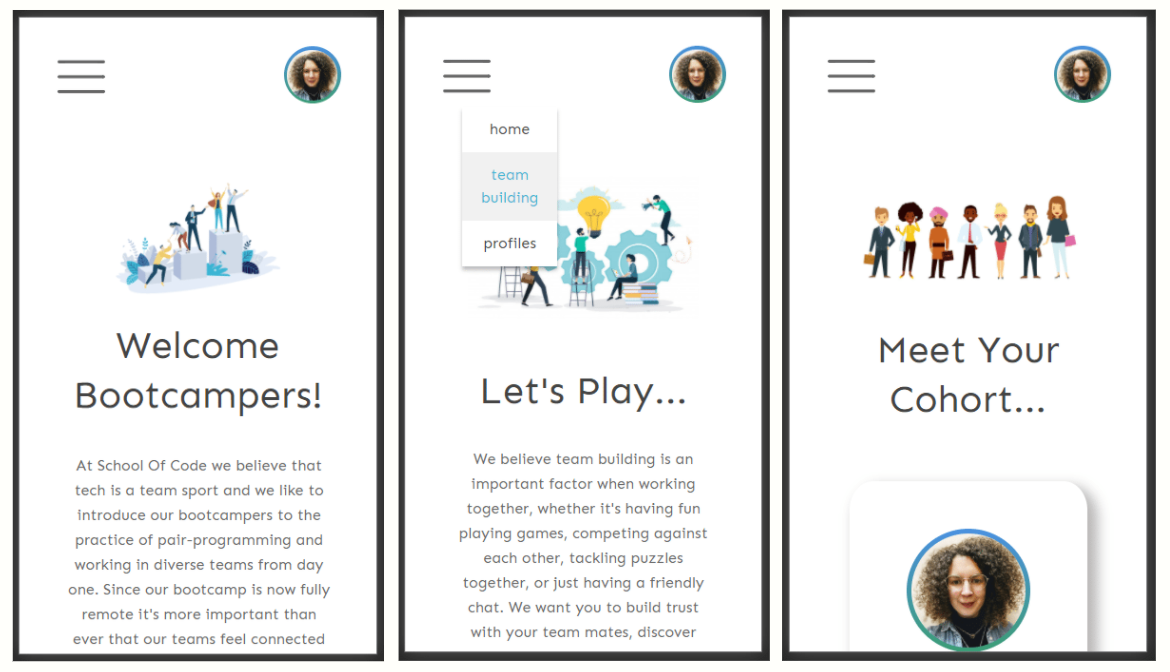 Welcome
Bootcampers!
At School Of Code we believe that
tech is a team sport and we like to
introduce our bootcampers to the
practice of pair-programming and
working in diverse teams from day
one. Since our bootcamp is now fully
remote it's more important than
ever that our teams feel connected
home
team
building
profiles
Let's Play...
We believe team building is an
important factor when working
together, whether it's having fun
playing games, competing against
each other, tackling puzzles
together, or just having a friendly
chat. We want you to build trust
with your team mates, discover
Meet Your
Cohort...